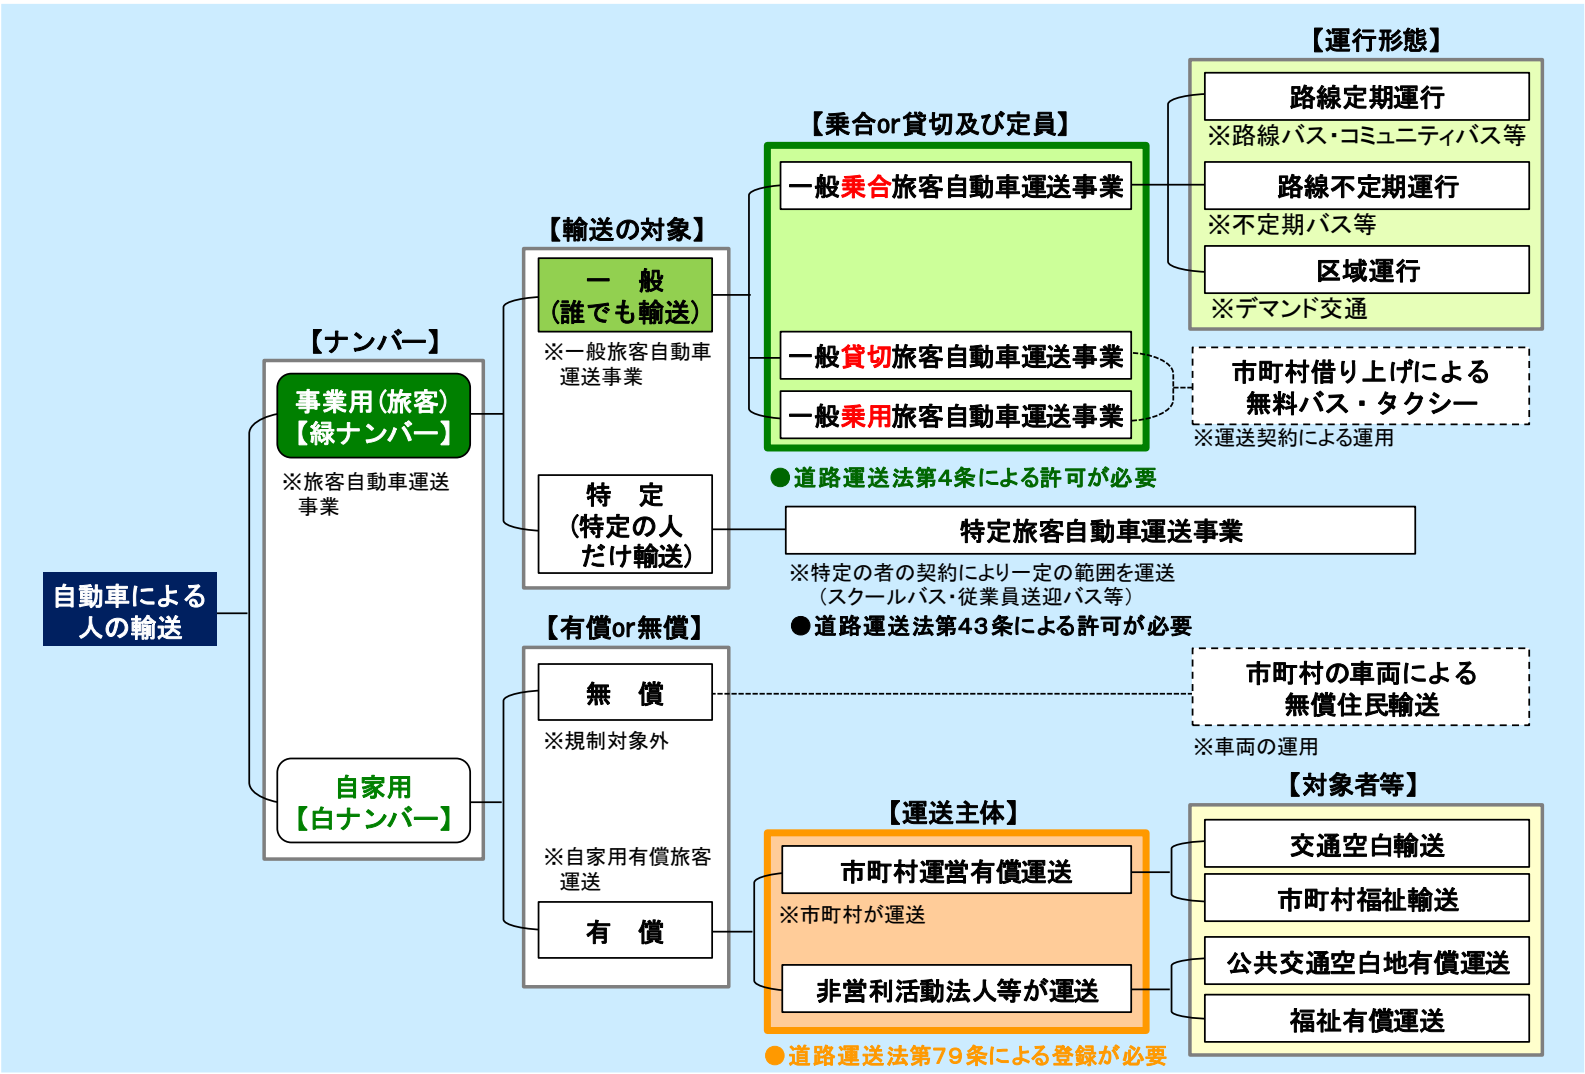 自動車による
人の輸送
【ナンバー】
事業用(旅客)
【緑ナンバー】
※旅客自動車運送
事業
自家用
【白ナンバー】
【輸送の対象】
一　般
(誰でも輸送)
※一般旅客自動車
運送事業
特　定
(特定の人
だけ輸送)
【有償or無償】
無　償
※規制対象外
※自家用有償旅客
運送
有　償
【乗合or貸切及び定員】
一般乗合旅客自動車運送事業
一般貸切旅客自動車運送事業
一般乗用旅客自動車運送事業
●道路運送法第4条による許可が必要
特定旅客自動車運送事業
※特定の者の契約により一定の範囲を運送
（スクールバス・従業員送迎バス等）
●道路運送法第43条による許可が必要
【運送主体】
市町村運営有償運送
※市町村が運送
非営利活動法人等が運送
●道路運送法第79条による登録が必要
【運行形態】
路線定期運行
※路線バス・コミュニティバス等
路線不定期運行
※不定期バス等
区域運行
※デマンド交通
市町村借り上げによる
無料バス・タクシー
※運送契約による運用
市町村の車両による
無償住民輸送
※車両の運用
【対象者等】
交通空白輸送
市町村福祉輸送
公共交通空白地有償運送
福祉有償運送